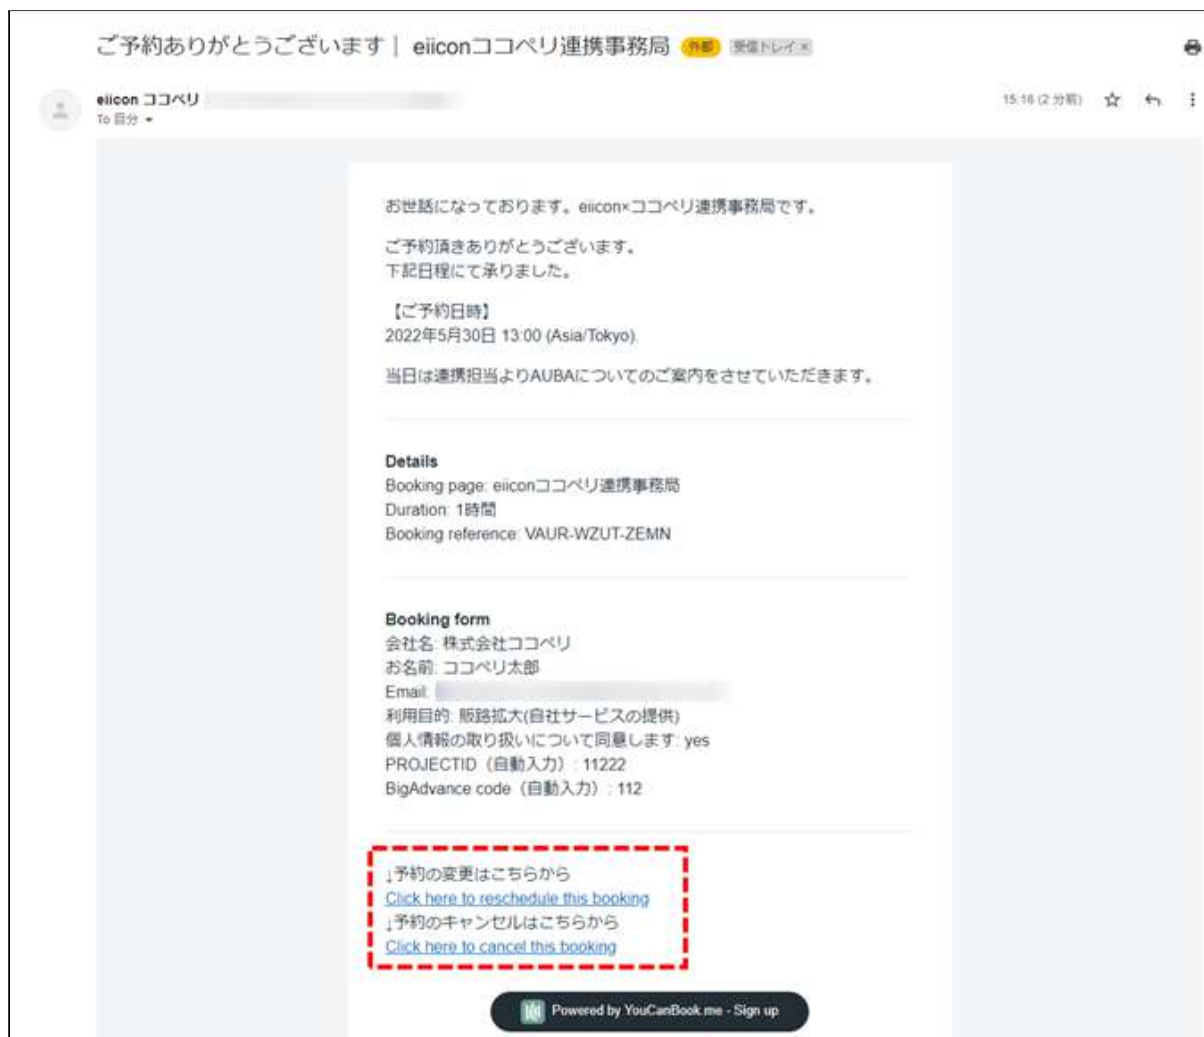 ご予約ありがとうございます｜ eiiconココペリ連携事務局 外部 受信トレイ ×
eiicon ココペリ
15:16 (2 分前)
To 自分
お世話になっております。eiicon×ココペリ連携事務局です。
ご予約頂きありがとうございます。
下記日程にて承りました。
【ご予約日時】
2022年5月30日 13:00 (Asia/Tokyo).
当日は連携担当よりAUBAについてのご案内をさせていただきます。
Details
Booking page: eiiconココペリ連携事務局
Duration: 1時間
Booking reference: VAUR-WZUT-ZEMN
Booking form
会社名: 株式会社ココペリ
お名前: ココペリ太郎
Email:
利用目的: 販路拡大(自社サービスの提供)
個人情報の取り扱いについて同意します: yes
PROJECTID（自動入力）: 11222
BigAdvance code（自動入力）: 112
↓予約の変更はこちらから
Click here to reschedule this booking
↓予約のキャンセルはこちらから
Click here to cancel this booking
Powered by YouCanBook.me - Sign up